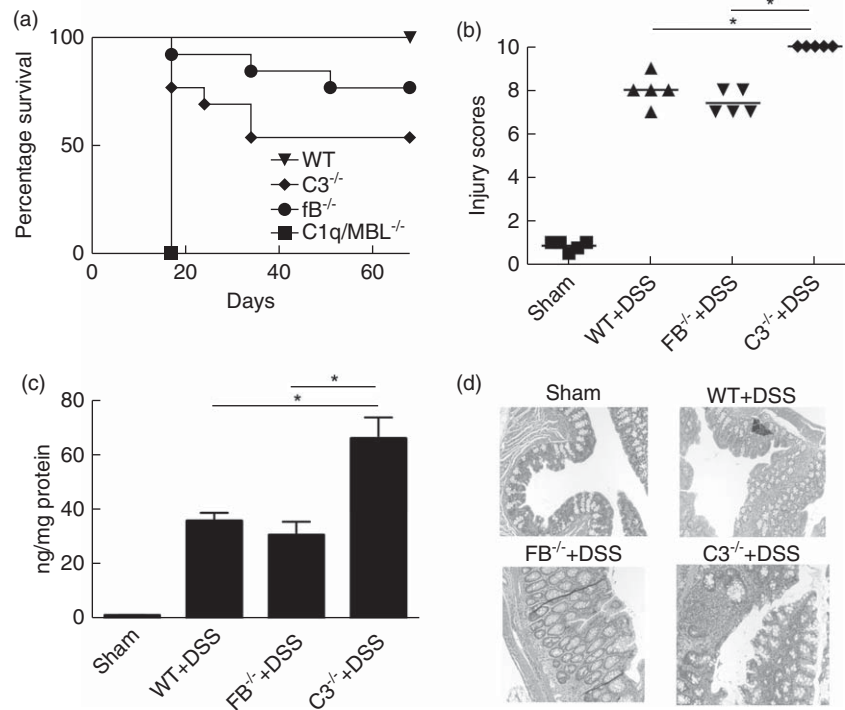 (a)
Percentage survival
100
50
0
0 20 40 60
Days
WT
C3-/-
fB-/-
C1q/MBL-/-
(b)
* 
*
Injury scores
10
8
6
4
2
0
Sham
WT+DSS
FB-/-+DSS
C3-/-+DSS
(c)
*
*
ng/mg protein
80
60
40
20
0
Sham
WT+DSS
FB-/-+DSS
C3-/-+DSS
(d)
Sham
WT+DSS
FB-/-+DSS
C3-/-+DSS